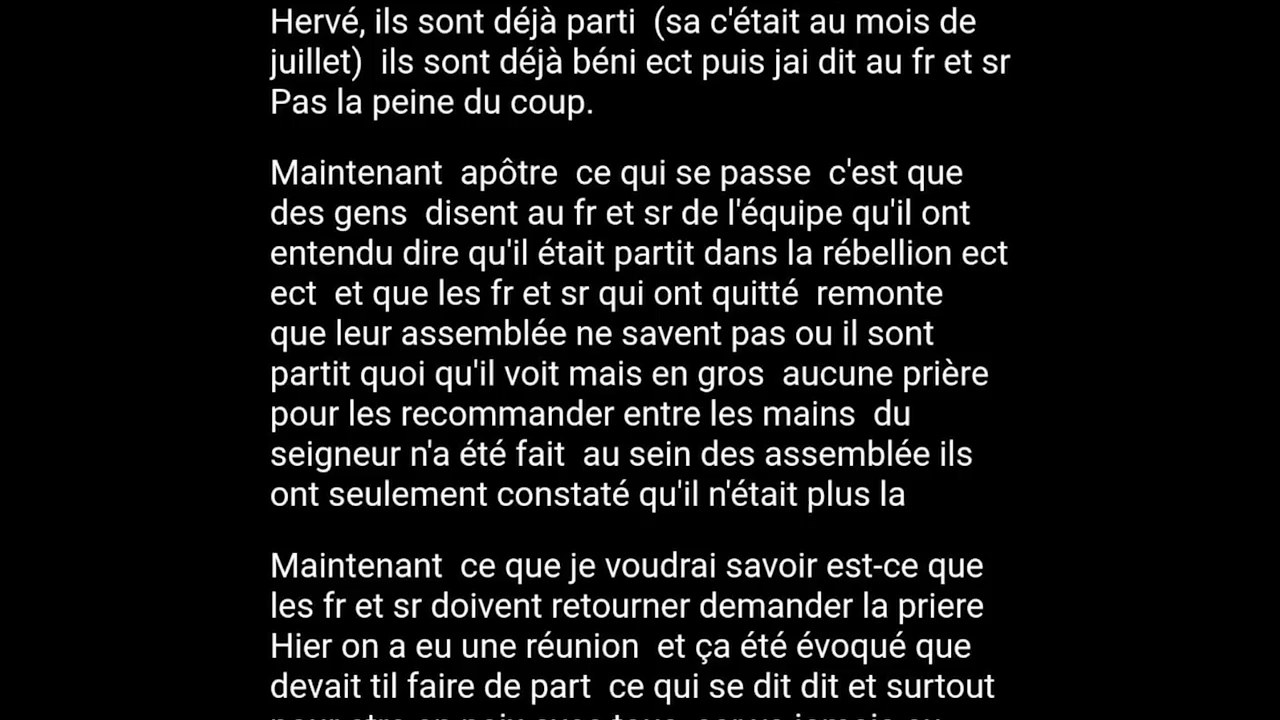 Hervé, ils sont déjà parti  (sa c'était au mois de
juillet)  ils sont déjà béni ect puis jai dit au fr et sr
Pas la peine du coup.
Maintenant  apôtre  ce qui se passe  c'est que
des gens  disent au fr et sr de l'équipe qu'il ont
entendu dire qu'il était partit dans la rébellion ect
ect  et que les fr et sr qui ont quitté  remonte
que leur assemblée ne savent pas ou il sont
partit quoi qu'il voit mais en gros  aucune prière
pour les recommander entre les mains  du
seigneur n'a été fait  au sein des assemblée ils
ont seulement constaté qu'il n'était plus la
Maintenant  ce que je voudrai savoir est-ce que
les fr et sr doivent retourner demander la priere
Hier on a eu une réunion  et ça été évoqué que
devait til faire de part  ce qui se dit dit et surtout